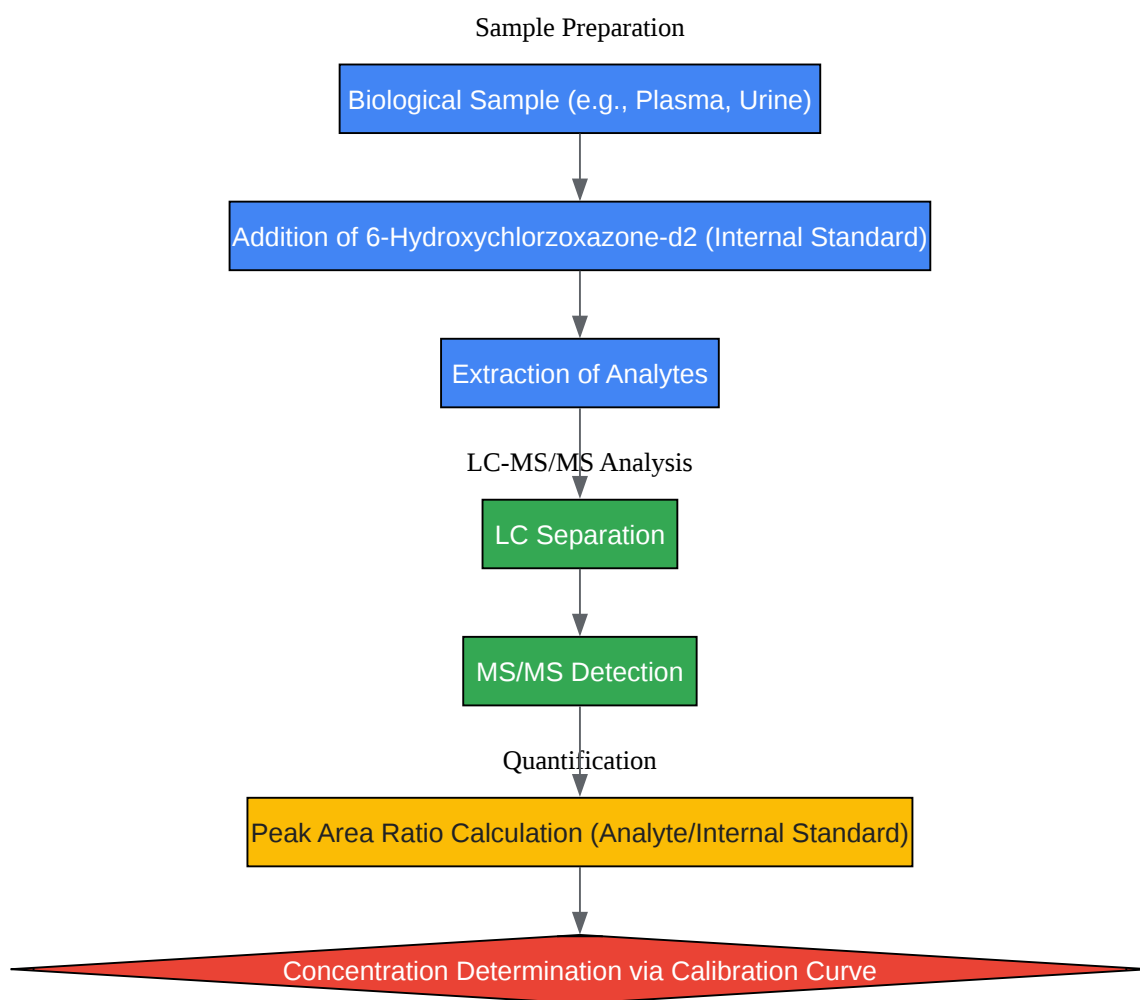 Sample Preparation
Biological Sample (e.g., Plasma, Urine)
Addition of 6-Hydroxychlorzoxazone-d2 (Internal Standard)
Extraction of Analytes
LC-MS/MS Analysis
LC Separation
MS/MS Detection
Quantification
Peak Area Ratio Calculation (Analyte/Internal Standard)
Concentration Determination via Calibration Curve